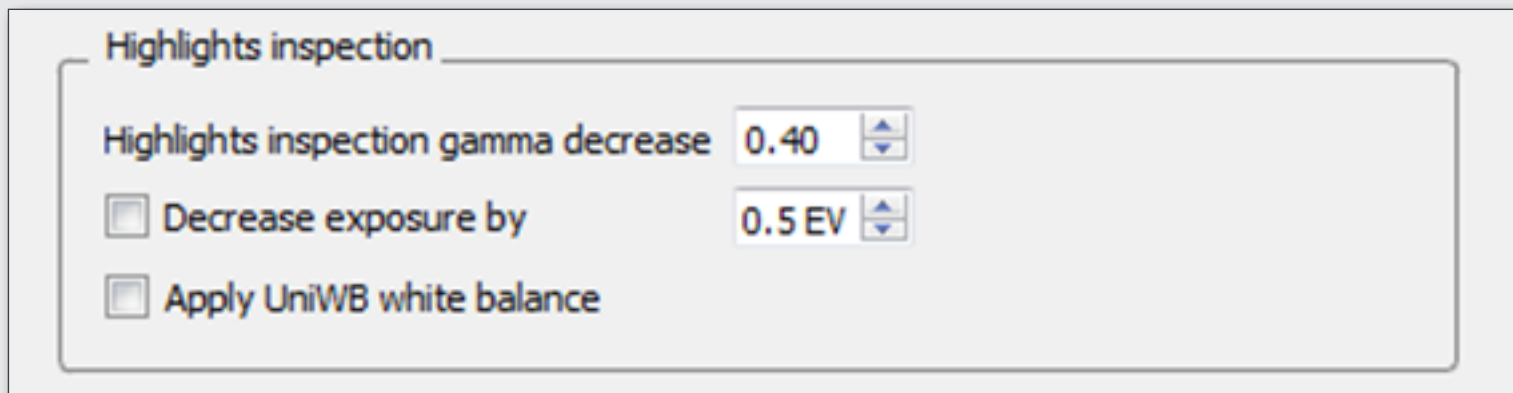 Highlights inspection
Highlights inspection gamma decrease 0.40
Decrease exposure by 0.5 EV
Apply UniWB white balance